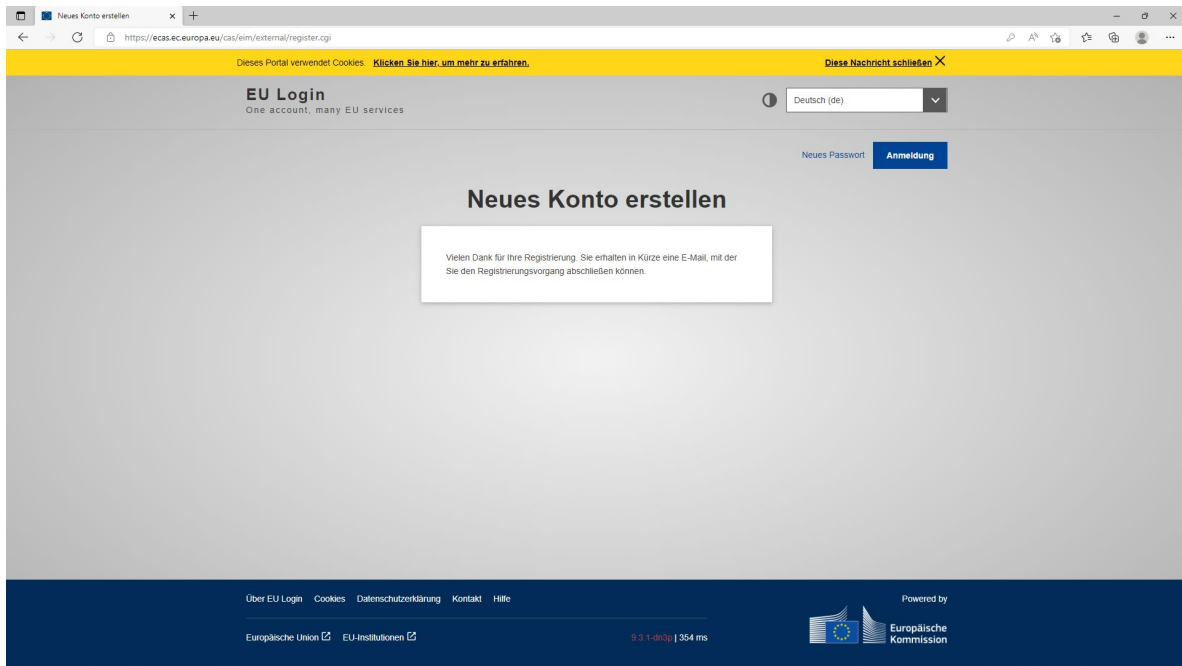 Neues Konto erstellen
https://ecas.ec.europa.eu/cas/eim/external/register.cgi
Dieses Portal verwendet Cookies. Klicken Sie hier, um mehr zu erfahren. Diese Nachricht schließen
EU Login
One account, many EU services
Deutsch (de)
Neues Passwort Anmeldung
Neues Konto erstellen
Vielen Dank für Ihre Registrierung. Sie erhalten in Kürze eine E-Mail, mit der
Sie den Registrierungsvorgang abschließen können.
Über EU Login Cookies Datenschutzerklärung Kontakt Hilfe
Powered by
Europäische Union EU-Institutionen
9.3.1-dn3p | 354 ms
Europäische
Kommission